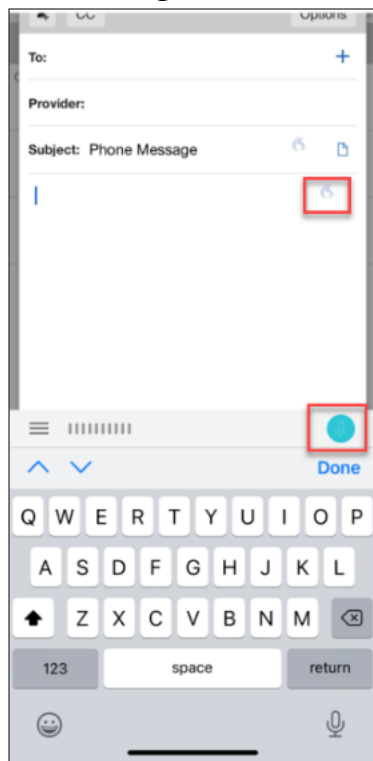 CC Options
To:
Provider:
Subject: Phone Message
Done
Q W E R T Y U I O P
A S D F G H J K L
Z X C V B N M
123 space return